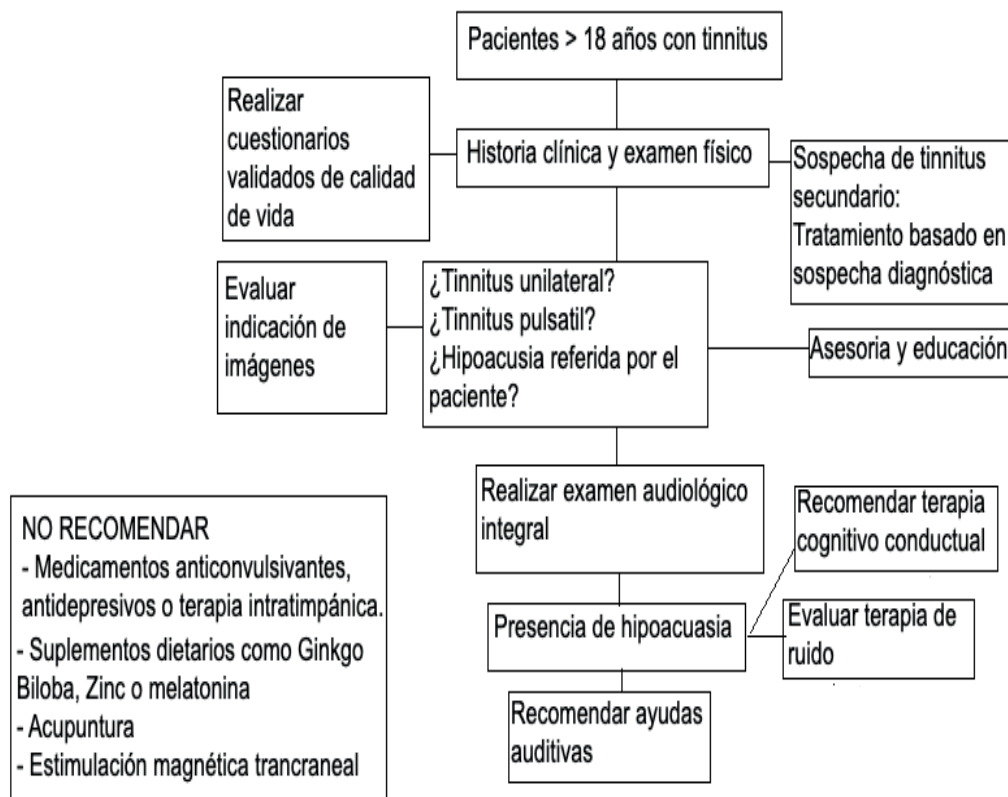 Pacientes > 18 años con tinnitus
Realizar
cuestionarios
validados de calidad
de vida
Historia clínica y examen físico
Sospecha de tinnitus
secundario:
Tratamiento basado en
sospecha diagnóstica
Evaluar
indicación de
imágenes
¿Tinnitus unilateral?
¿Tinnitus pulsatil?
¿Hipoacusia referida por el
paciente?
Asesoria y educación
Realizar examen audiológico
integral
Recomendar terapia
cognitivo conductual
Presencia de hipoacuasia
Evaluar terapia de
ruido
Recomendar ayudas
auditivas
NO RECOMENDAR
- Medicamentos anticonvulsivantes,
antidepresivos o terapia intratimpánica.
- Suplementos dietarios como Ginkgo
Biloba, Zinc o melatonina
- Acupuntura
- Estimulación magnética trancraneal